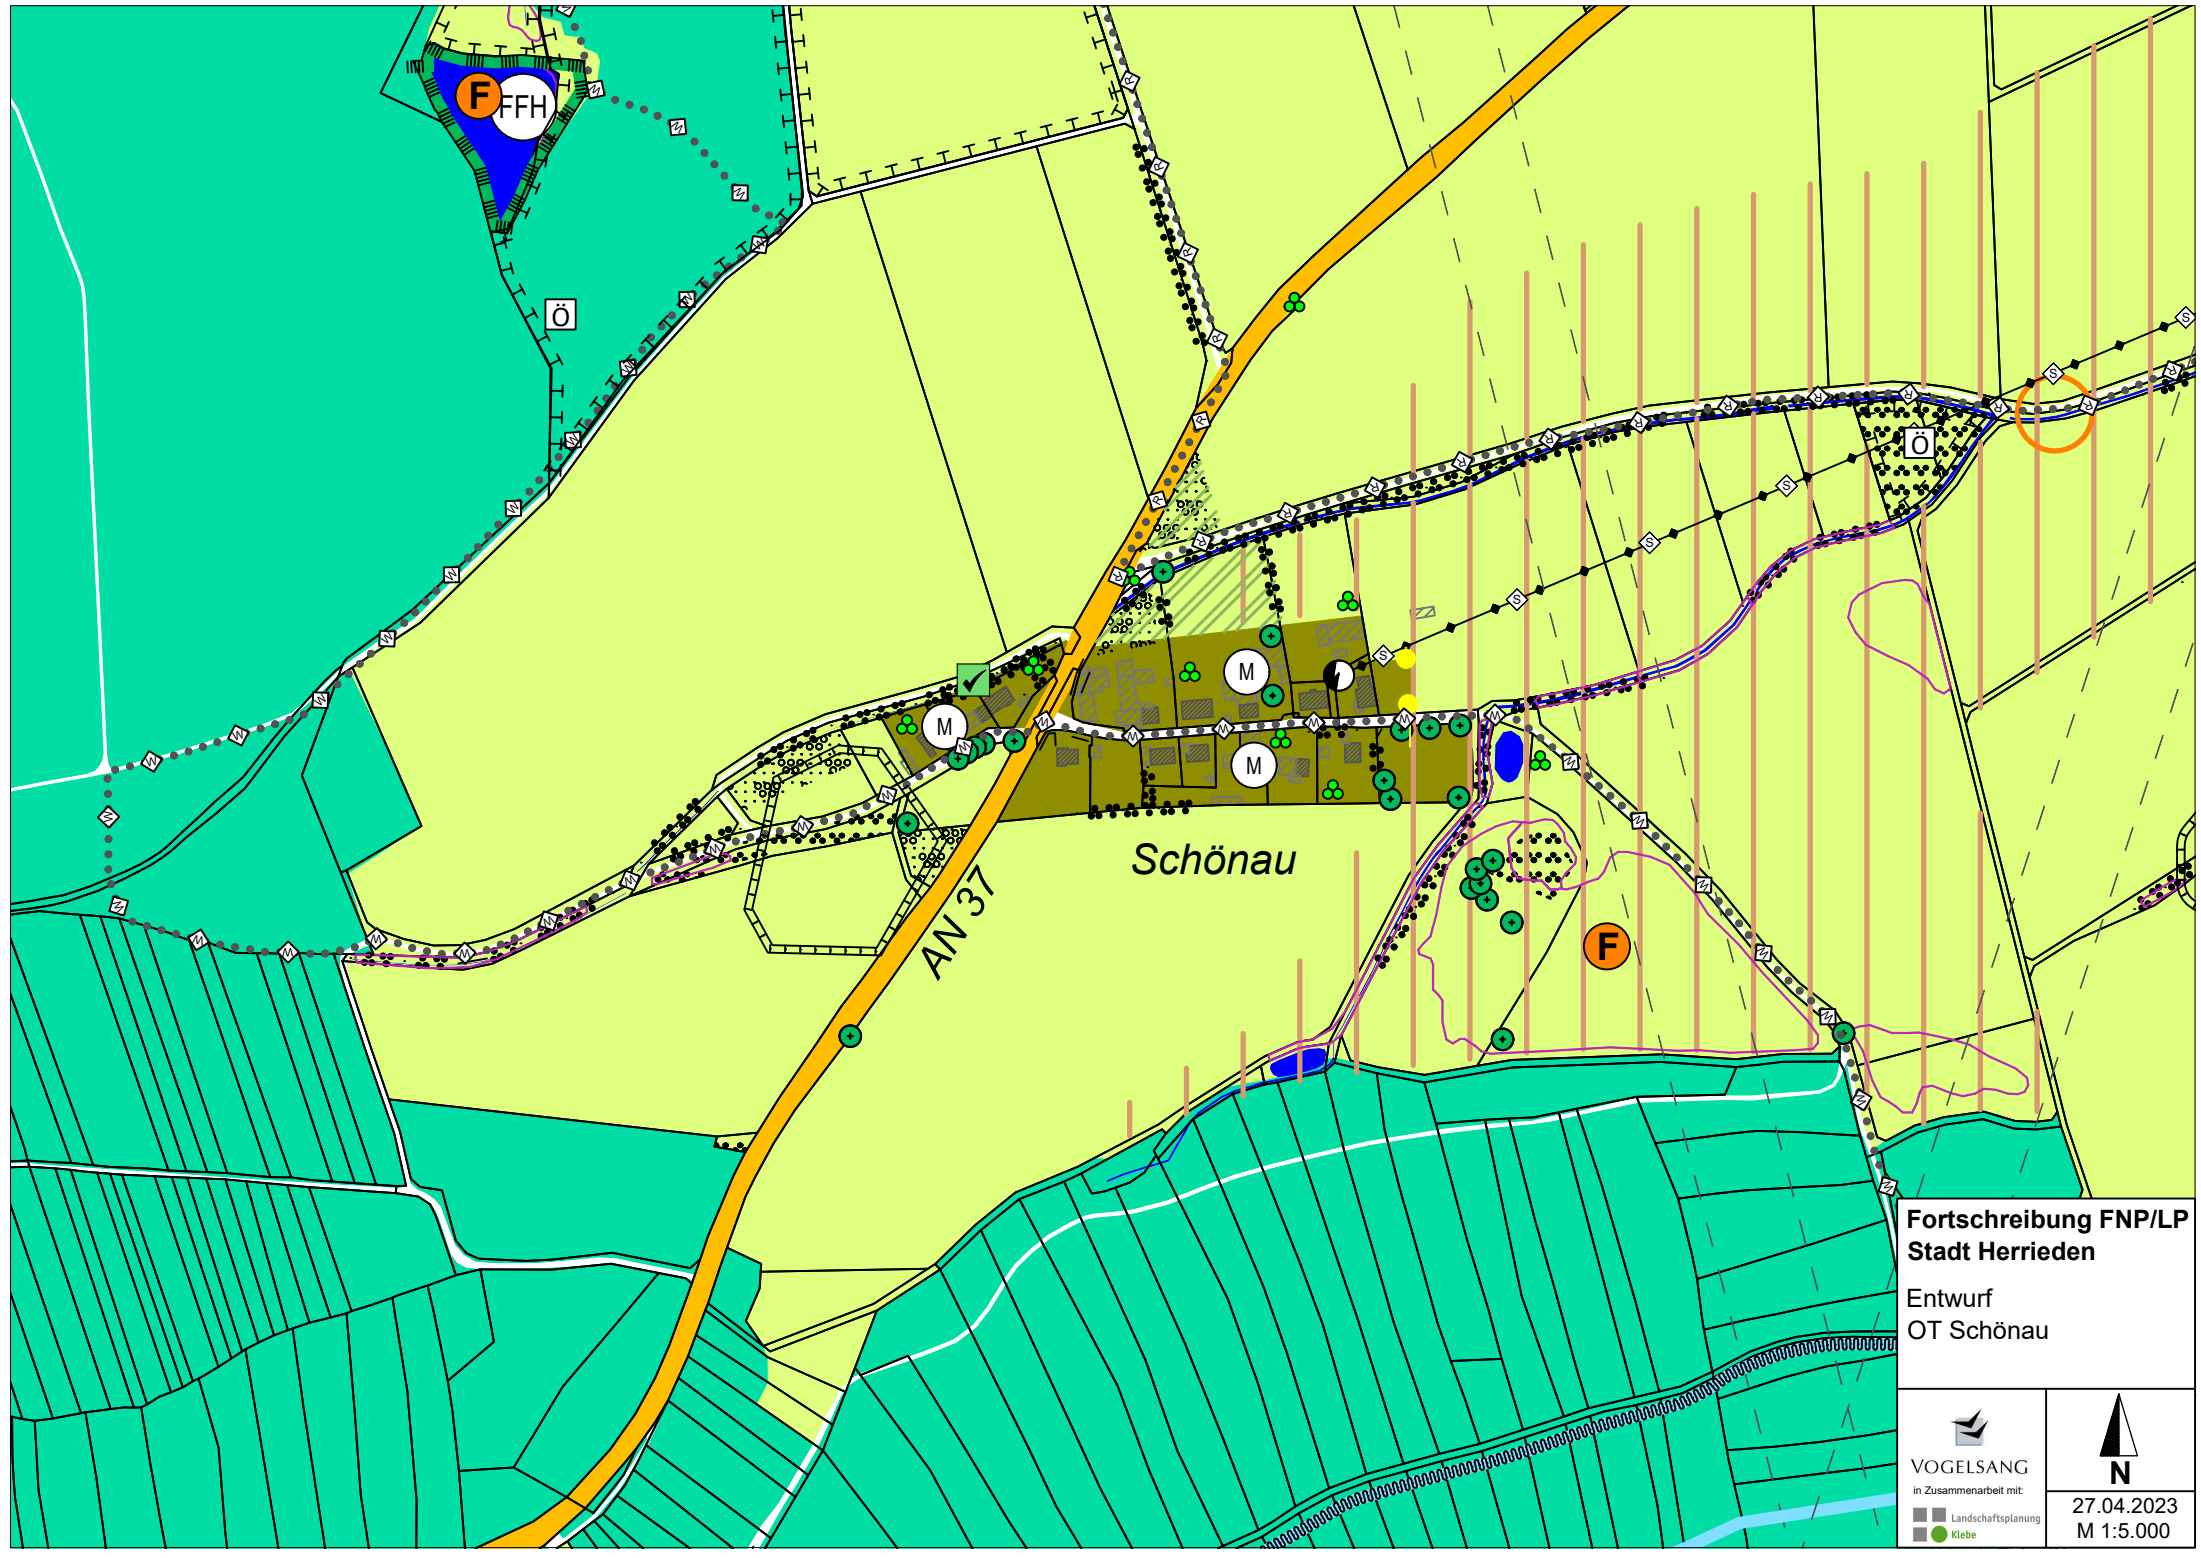 F
FFH
Ö
Ö
M
M
M
Schönau
AN 37
F
Fortschreibung FNP/LP
Stadt Herrieden
Entwurf
OT Schönau
VOGELSANG
in Zusammenarbeit mit:
Landschaftsplanung
Klebe
N
27.04.2023
M 1:5.000